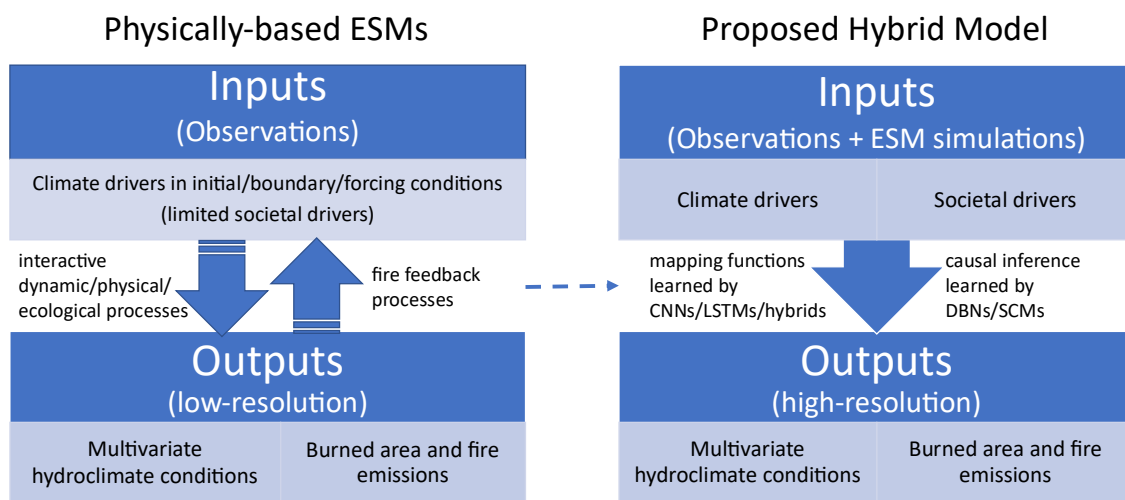 Physically-based ESMs
Inputs
(Observations)
Climate drivers in initial/boundary/forcing conditions
(limited societal drivers)
interactive
dynamic/physical/
ecological processes
fire feedback
processes
Outputs
(low-resolution)
Multivariate
hydroclimate conditions
Burned area and fire
emissions
Proposed Hybrid Model
Inputs
(Observations + ESM simulations)
Climate drivers
Societal drivers
mapping functions
learned by
CNNs/LSTMs/hybrids
causal inference
learned by
DBNs/SCMs
Outputs
(high-resolution)
Multivariate
hydroclimate conditions
Burned area and fire
emissions